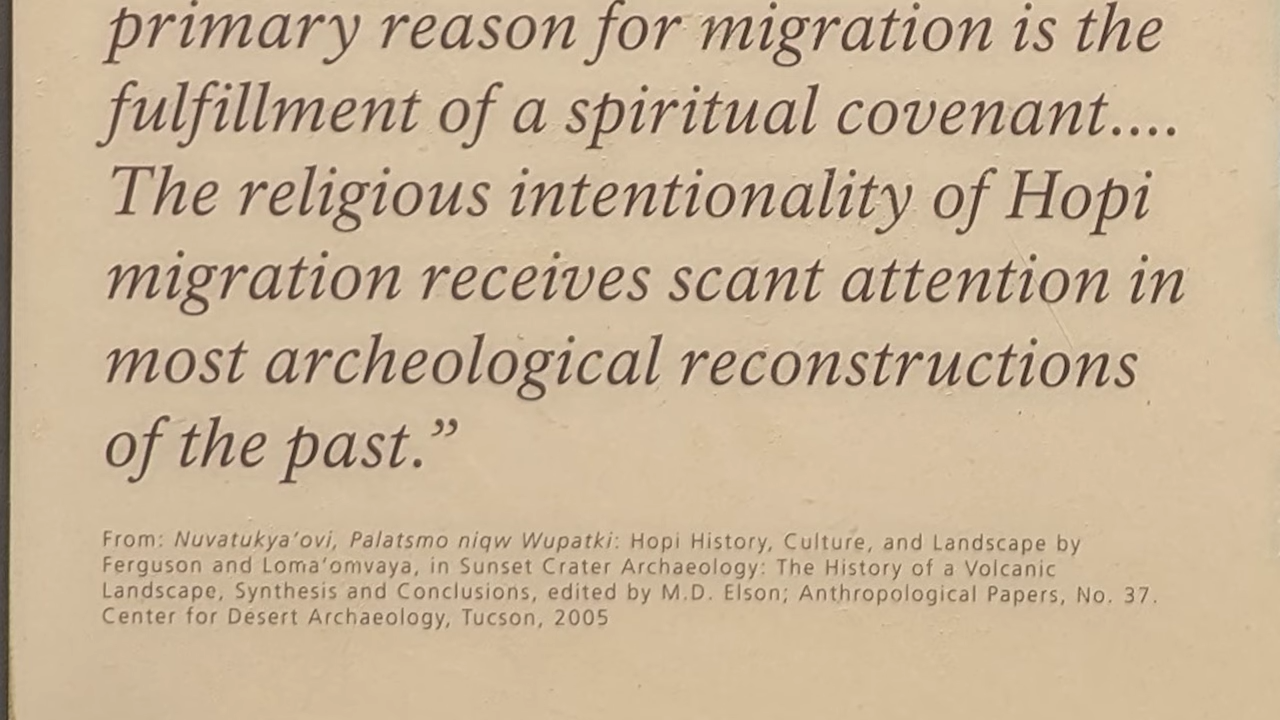 primary reason for migration is the
fulfillment of a spiritual covenant....
The religious intentionality of Hopi
migration receives scant attention in
most archeological reconstructions
of the past.”
From: Nuvatukya’ovi, Palatsmo niqw Wupatki: Hopi History, Culture, and Landscape by
Ferguson and Loma’omvaya, in Sunset Crater Archaeology: The History of a Volcanic
Landscape, Synthesis and Conclusions, edited by M.D. Elson; Anthropological Papers, No. 37.
Center for Desert Archaeology, Tucson, 2005